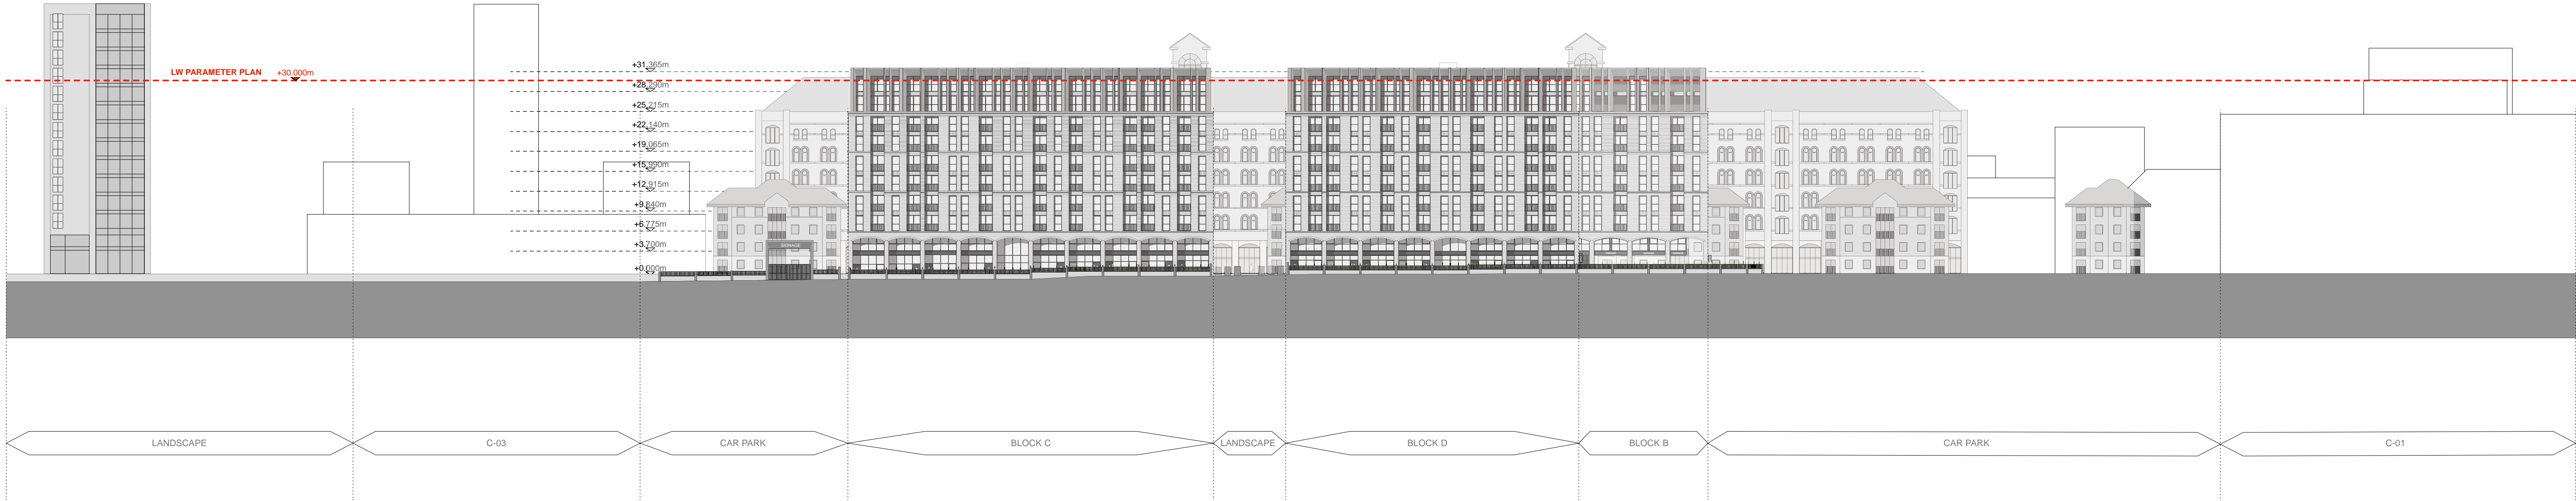 LW PARAMETER PLAN +30.000m
+31,365m
+28,290m
+25,215m
+22,140m
+19,065m
+15,990m
+12,915m
+9,840m
+6,775m
+3,700m
+0,000m
SIGNAGE
LANDSCAPE
C-03
CAR PARK
BLOCK C
LANDSCAPE
BLOCK D
BLOCK B
CAR PARK
C-01